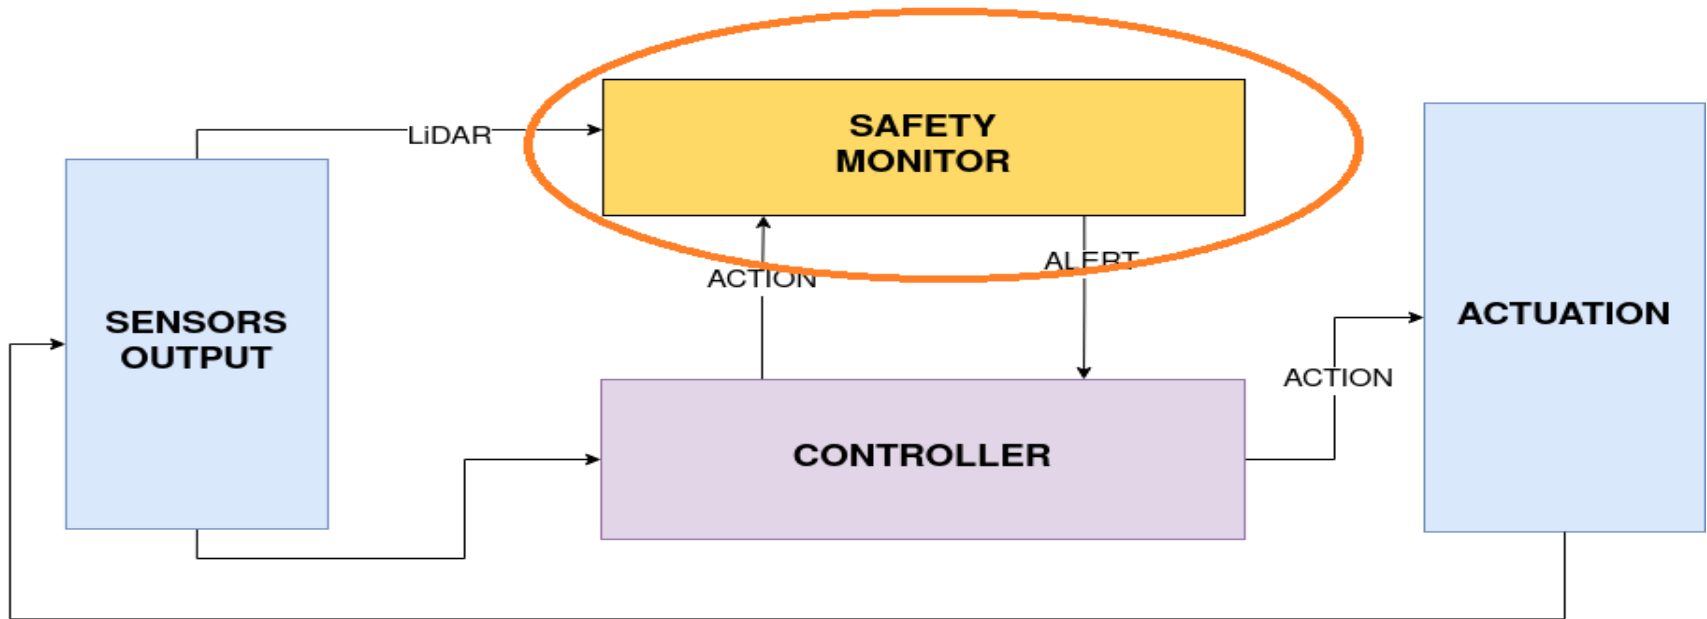 LiDAR
SAFETY
MONITOR
ACTION
ALERT
SENSORS
OUTPUT
ACTUATION
ACTION
CONTROLLER